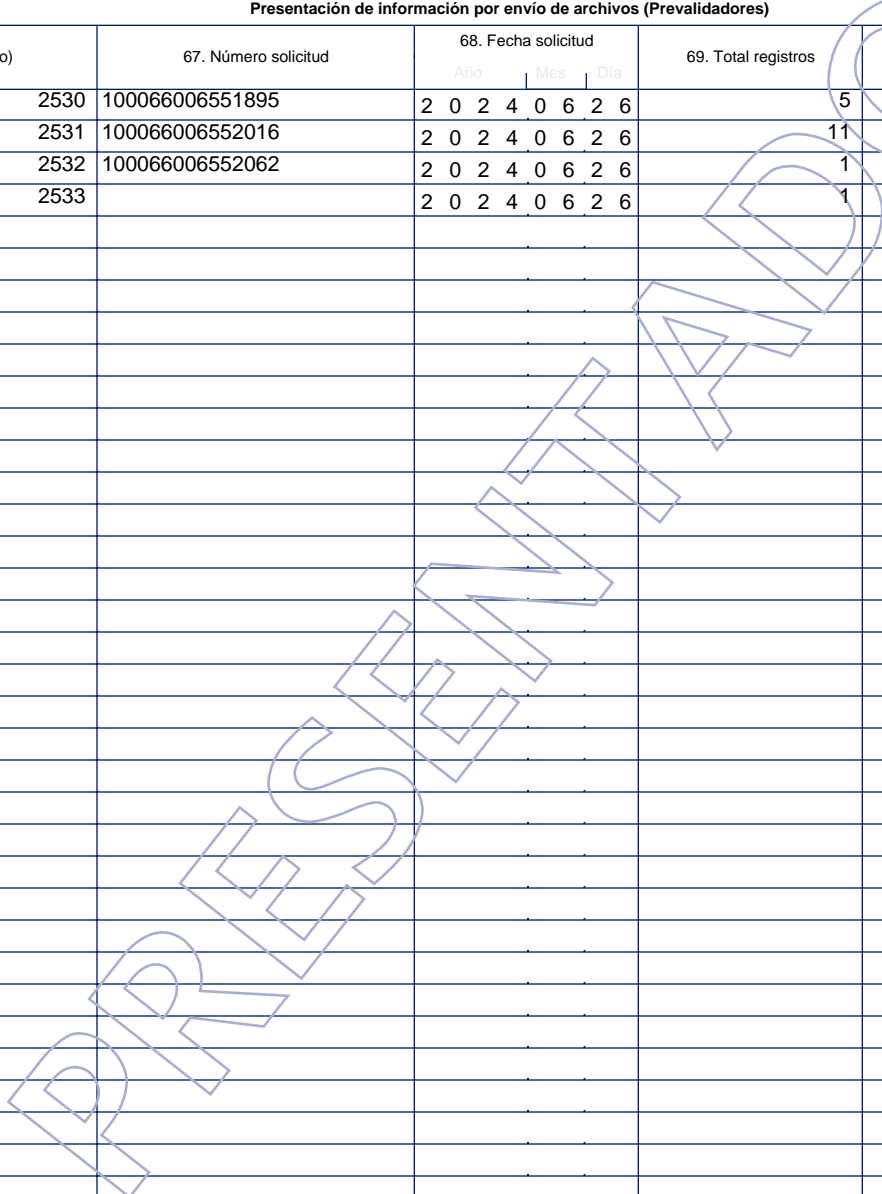 Presentación de información por envío de archivos (Prevalidadores)
o) 67. Número solicitud 68. Fecha solicitud 69. Total registros
Año Mes Día
2530 100066006551895 2 0 2 4 0 6 2 6 5
2531 100066006552016 2 0 2 4 0 6 2 6 11
2532 100066006552062 2 0 2 4 0 6 2 6 1
2533 2 0 2 4 0 6 2 6 1
PRESENTADO